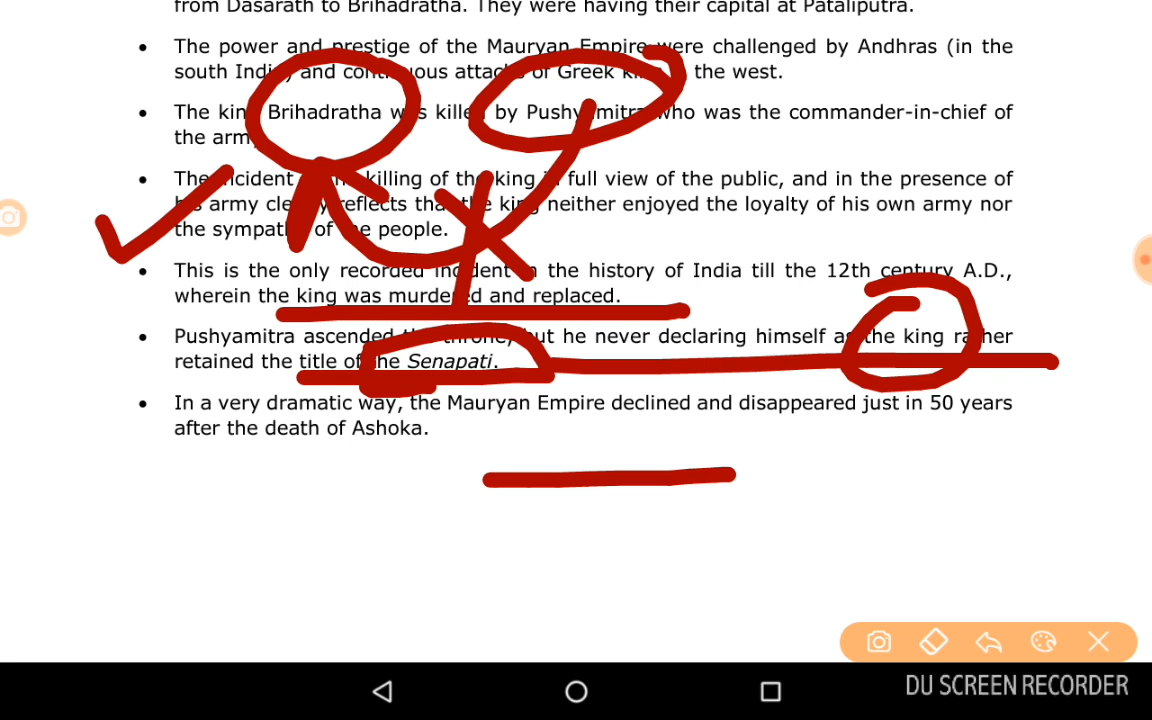 from Dasarath to Brihadratha. They were having their capital at Pataliputra.
• The power and prestige of the Mauryan Empire were challenged by Andhras (in the
south India) and continuous attacks of Greek kings the west.
• The king Brihadratha was killed by Pushyamitra who was the commander-in-chief of
the army
• The incident killing of the king in full view of the public, and in the presence of
his army clearly reflects that the king neither enjoyed the loyalty of his own army nor
the sympathy of the people.
• This is the only recorded incident in the history of India till the 12th century A.D.,
wherein the king was murdered and replaced.
• Pushyamitra ascended the throne, but he never declaring himself as the king rather
retained the title of the Senapati.
• In a very dramatic way, the Mauryan Empire declined and disappeared just in 50 years
after the death of Ashoka.
DU SCREEN RECORDER